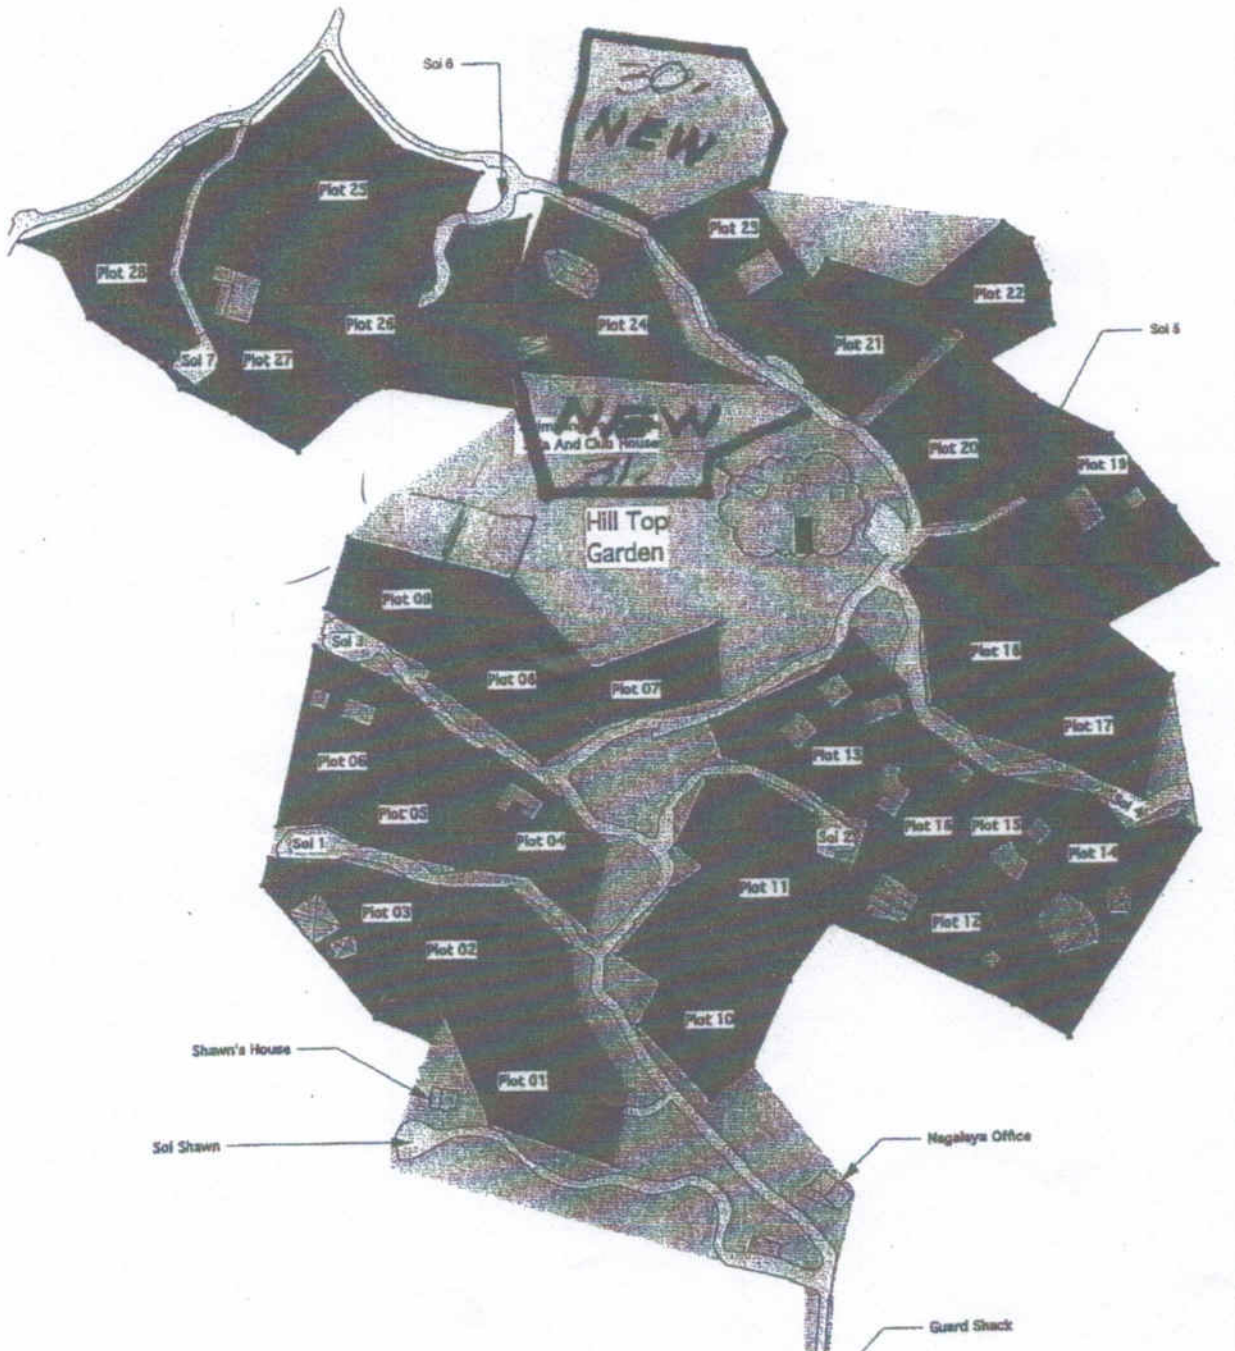 Soi 6
30,
NEW
Plot 25
Plot 23
Plot 28
Plot 22
Plot 26
Plot 24
Soi 5
Plot 21
Soi 7
Plot 27
NEW
And Club House
31,
Plot 20
Plot 19
Hill Top
Garden
Plot 09
Soi 3
Plot 18
Plot 08
Plot 07
Plot 17
Plot 13
Plot 06
Soi 4
Plot 05
Plot 16
Plot 15
Soi 2
Soi 1
Plot 04
Plot 14
Plot 11
Plot 03
Plot 12
Plot 02
Plot 10
Shawn's House
Plot 01
Soi Shawn
Nagalaya Office
Guard Shack